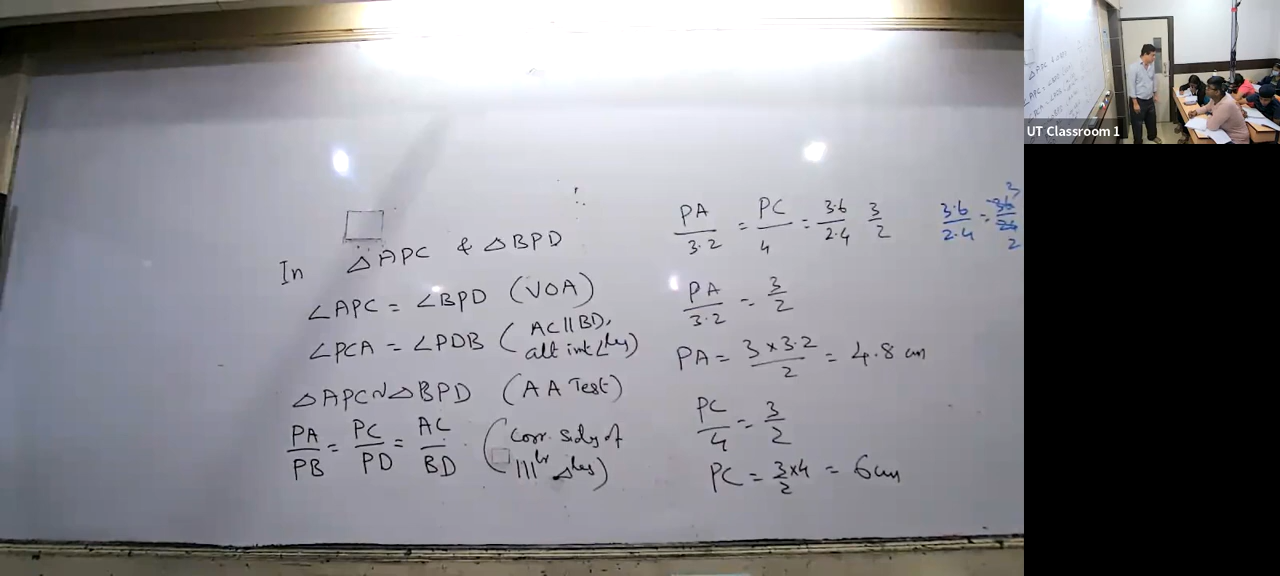 In △APC & △BPD
∠APC = ∠BPD (VOA)
∠PCA = ∠PDB (AC||BD,
alt int∠les)
△APC~△BPD (AA Test)
PA/PB = PC/PD = AC/BD (corr. sides of
|||lr △les)
PA/3.2 = PC/4 = 3.6/2.4 3/2
PA/3.2 = 3/2
PA = 3×3.2/2 = 4.8 cm
PC/4 = 3/2
PC = 3×4/2 = 6cm
3.6/2.4 = 36/24 3/2
UT Classroom 1